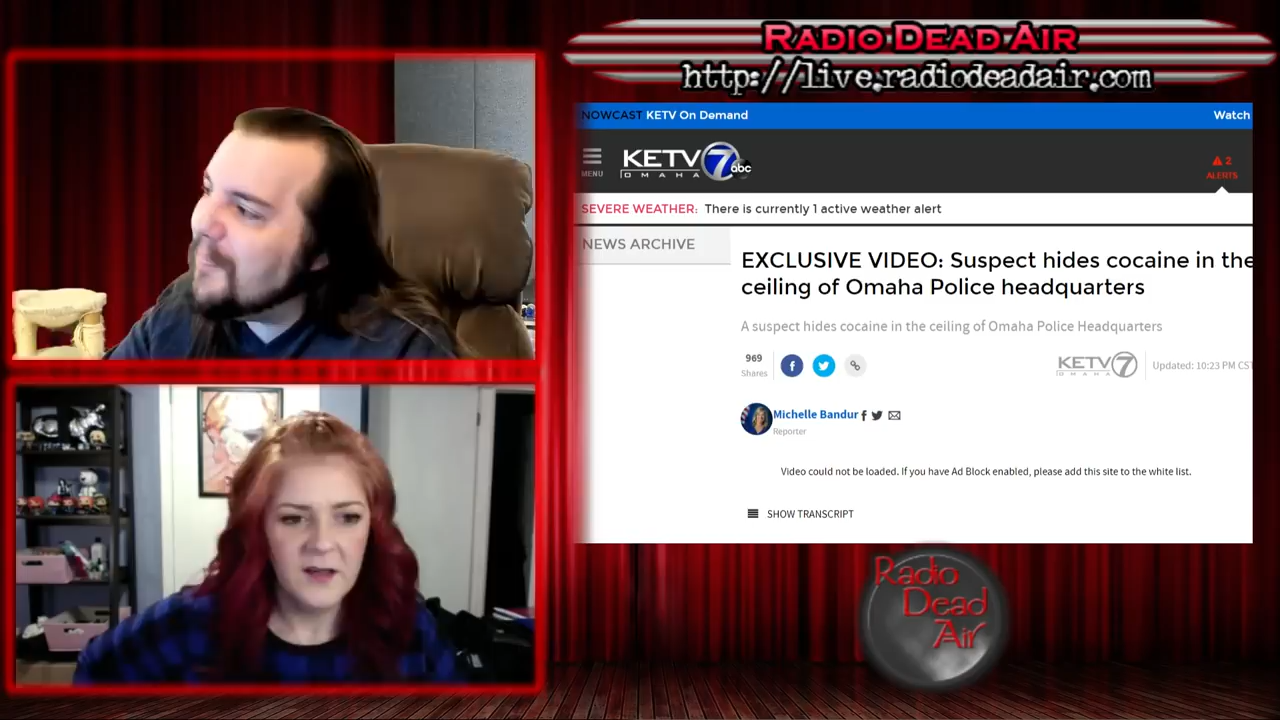 RADIO DEAD AIR
http://live.radiodeadair.com
NOWCAST KETV On Demand
Watch
MENU
KETV 7 abc
OMAHA
2
ALERTS
SEVERE WEATHER: There is currently 1 active weather alert
NEWS ARCHIVE
EXCLUSIVE VIDEO: Suspect hides cocaine in the
ceiling of Omaha Police headquarters
A suspect hides cocaine in the ceiling of Omaha Police Headquarters
969
Shares
KETV 7
OMAHA
Updated: 10:23 PM CST
Michelle Bandur
Reporter
Video could not be loaded. If you have Ad Block enabled, please add this site to the white list.
SHOW TRANSCRIPT
Radio
Dead
Air